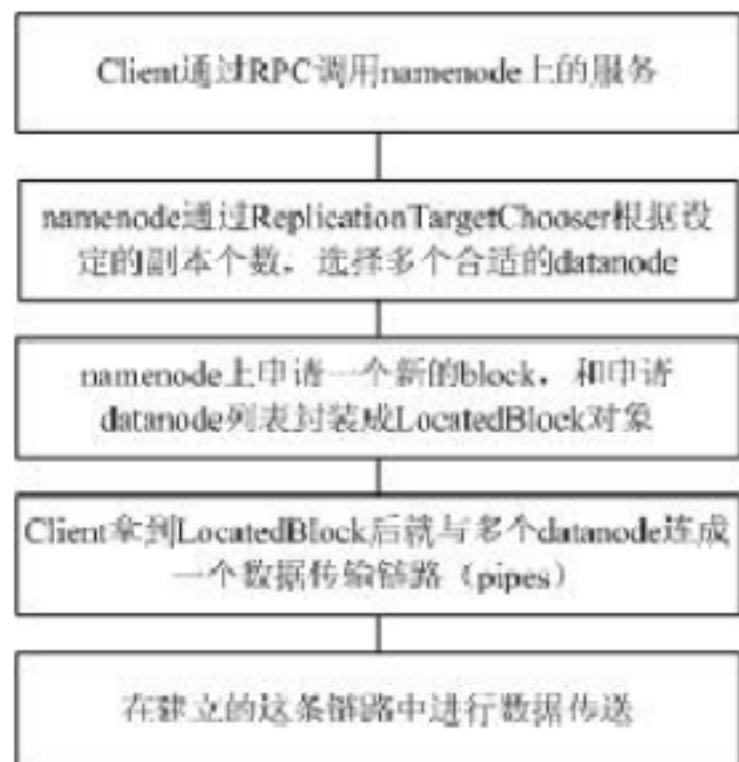 Client通过RPC调用namenode上的服务
namenode通过ReplicationTargetChooser根据设
定的副本个数，选择多个合适的datanode
namenode上申请一个新的block，和申请
datanode列表封装成LocatedBlock对象
Client拿到LocatedBlock后就与多个datanode连成
一个数据传输链路（pipes）
在建立的这条链路中进行数据传送